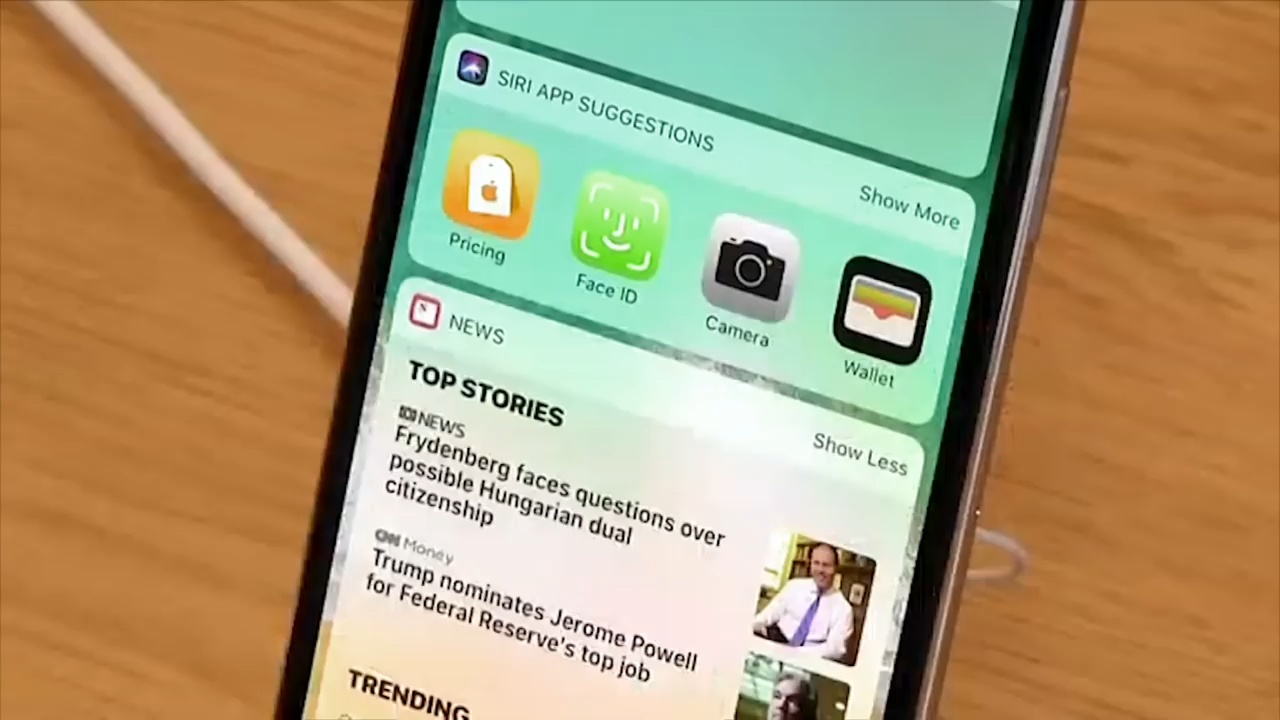 SIRI APP SUGGESTIONS
Show More
Pricing
Face ID
Camera
Wallet
NEWS
Show Less
TOP STORIES
NEWS
Frydenberg faces questions over
possible Hungarian dual
citizenship
CNN Money
Trump nominates Jerome Powell
for Federal Reserve's top job
TRENDING